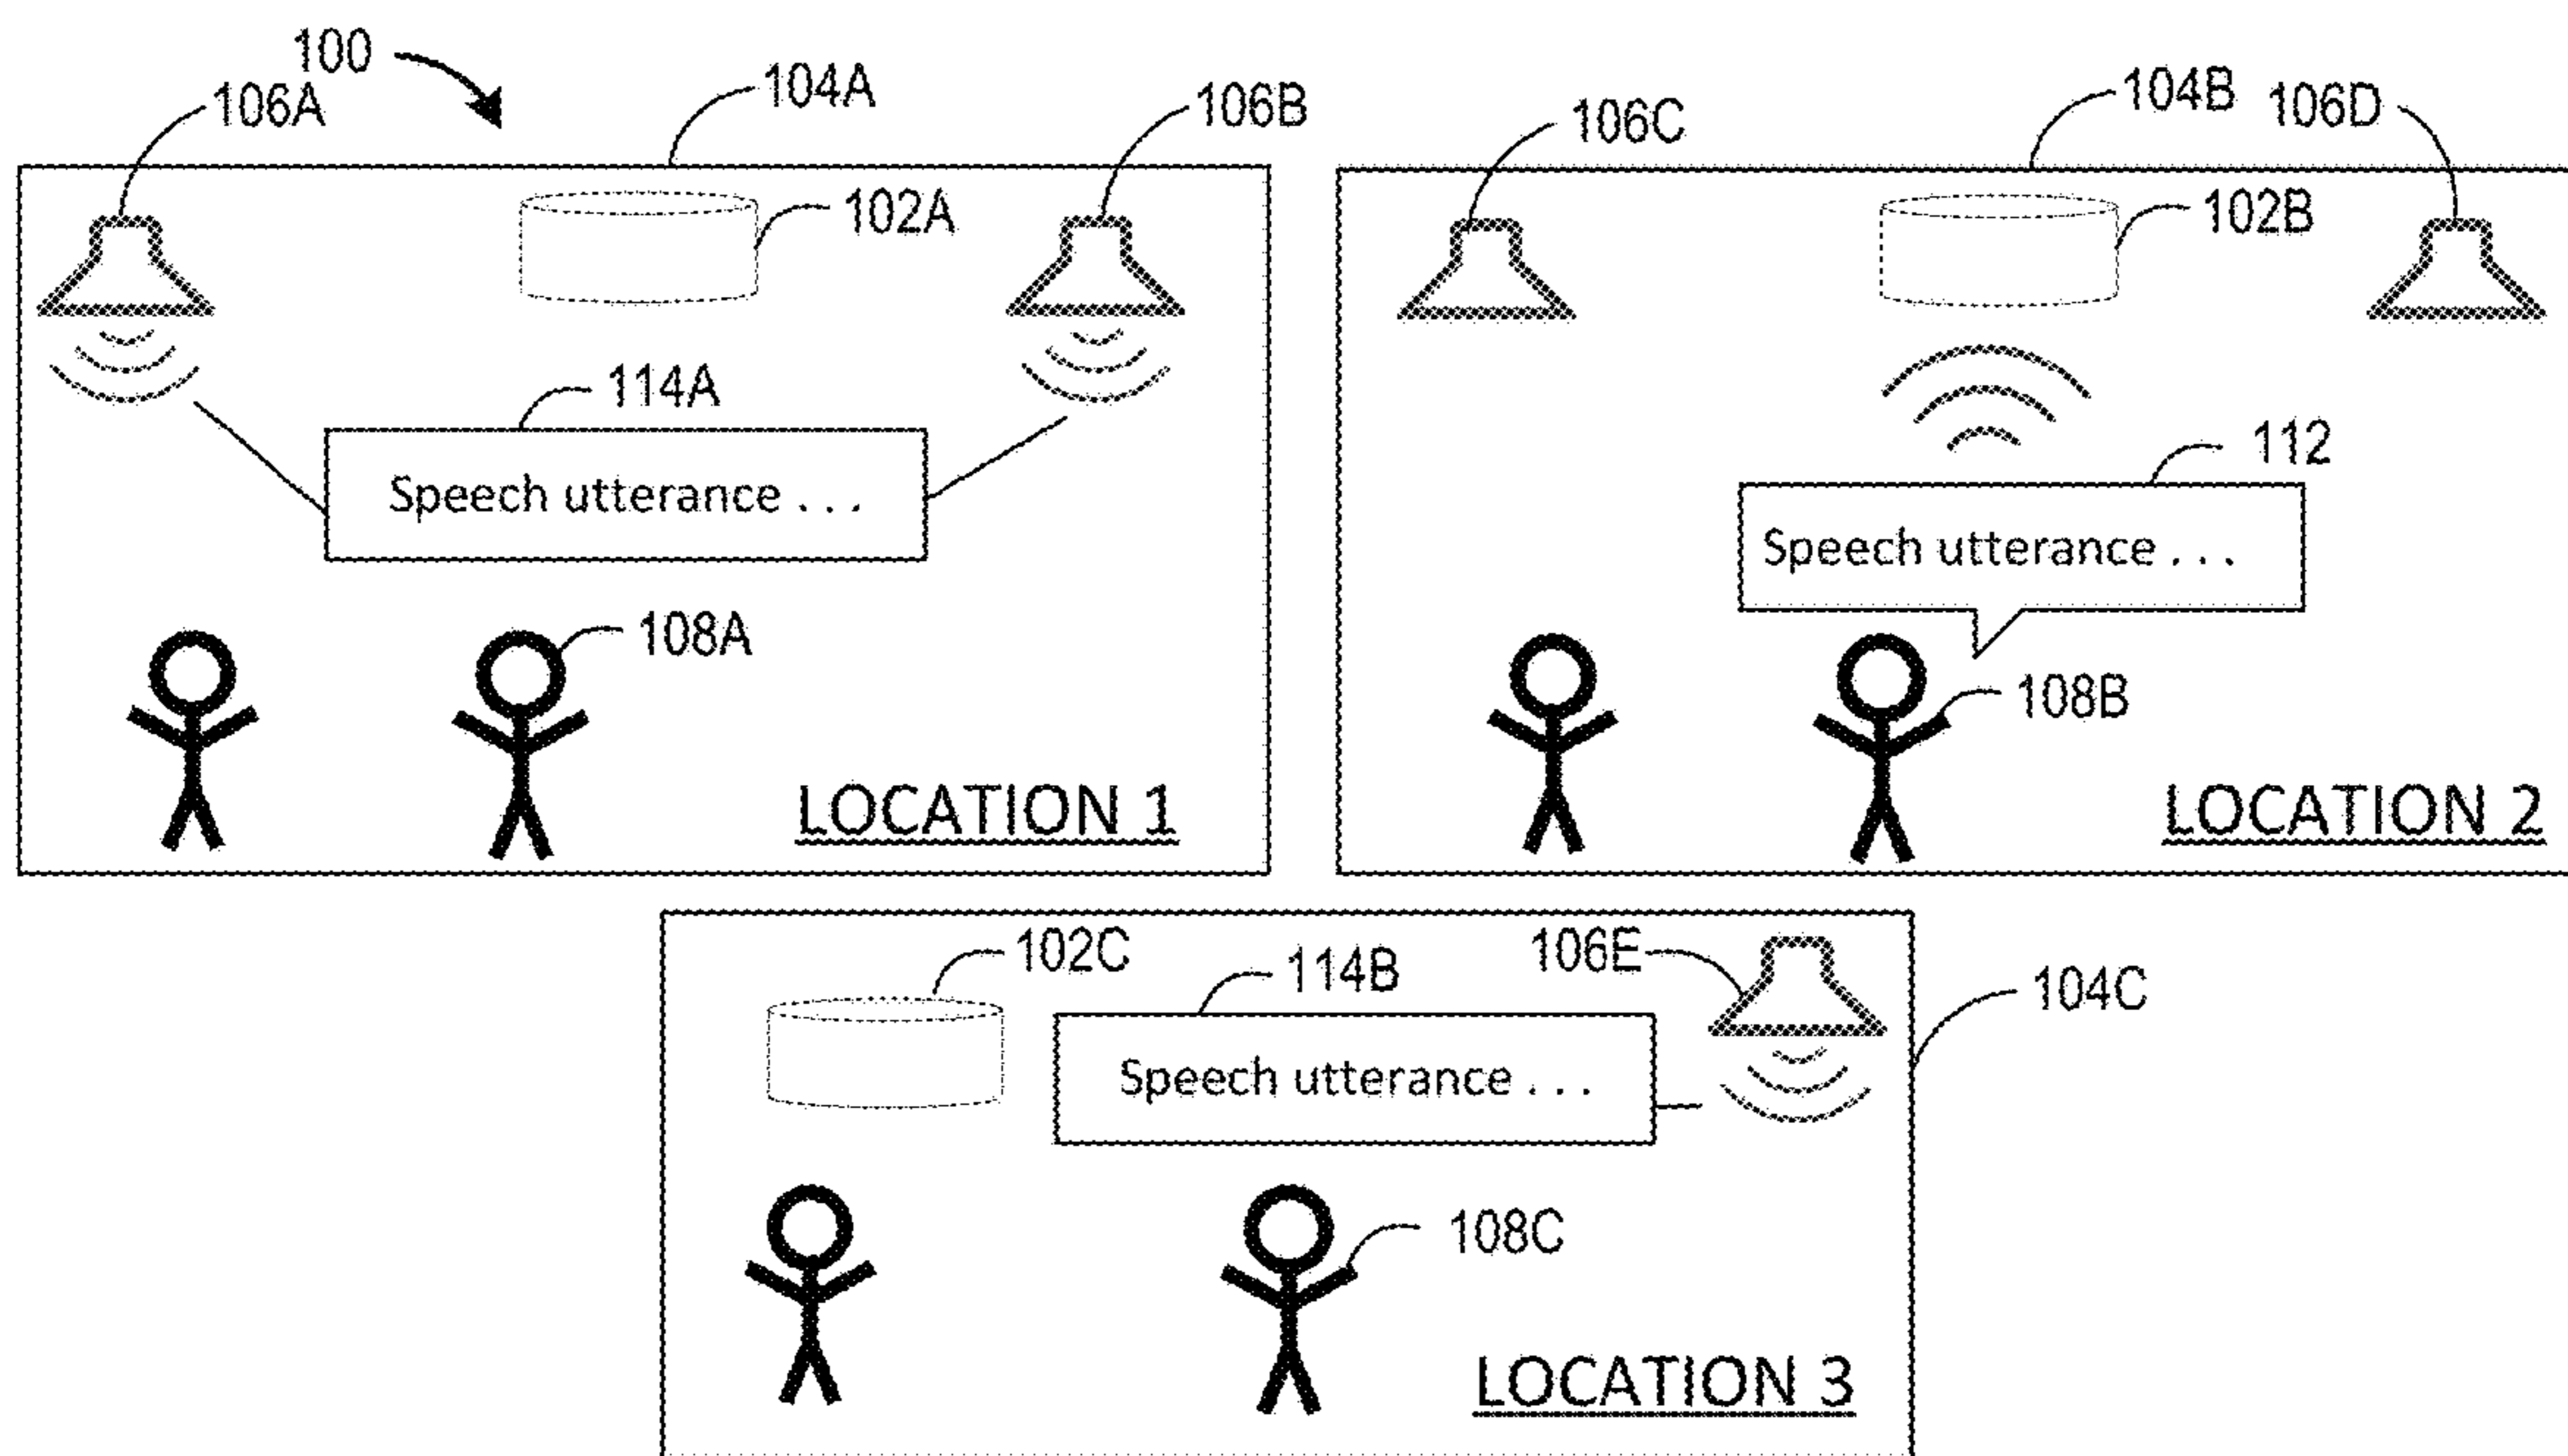 100
106A
104A
106B
106C
104B
106D
102A
102B
114A
112
Speech utterance . . .
Speech utterance . . .
108A
108B
LOCATION 1
LOCATION 2
102C
114B
106E
104C
Speech utterance . . .
108C
LOCATION 3